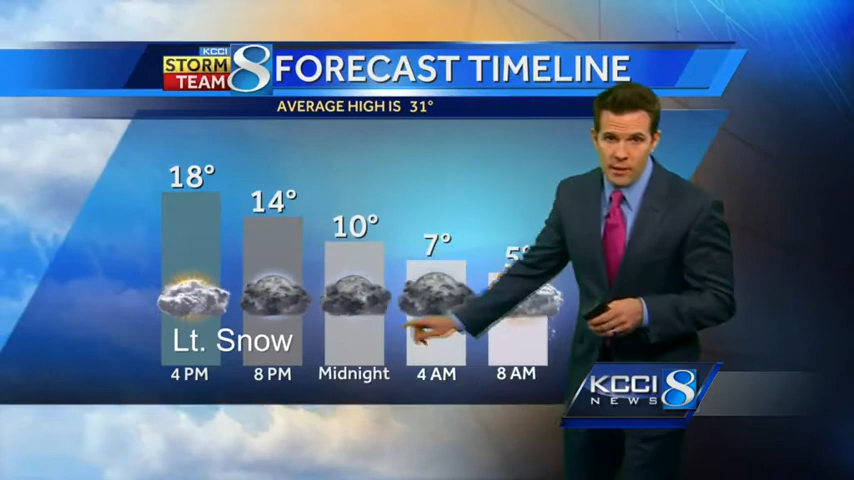 KCCI
STORM
TEAM
8
FORECAST TIMELINE
AVERAGE HIGH IS 31°
18°
14°
10°
7°
5°
Lt. Snow
4 PM
8 PM
Midnight
4 AM
8 AM
KCCI 8
NEWS